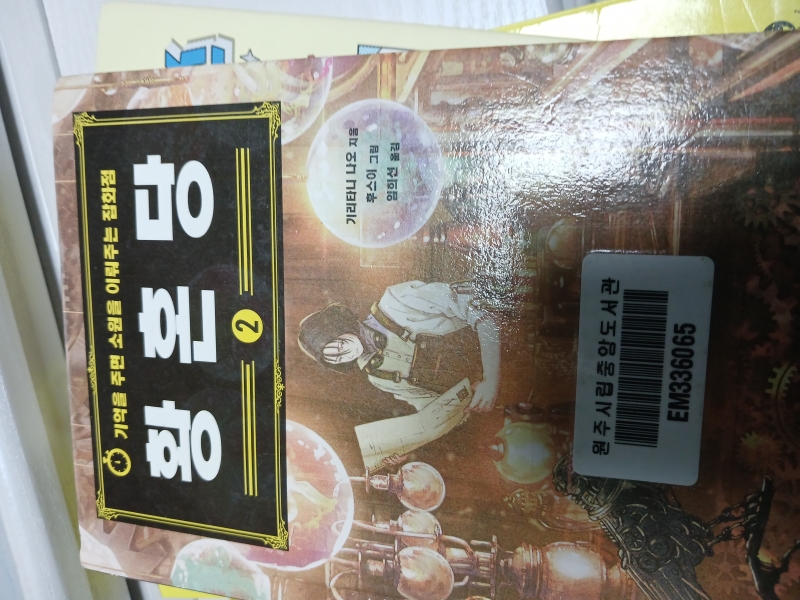 기억을 주면 소원을 이뤄주는 잡화점
황혼당
2
기리타니 나오 지음
후스이 그림
임희선 옮김
원주시립중앙도서관
EM336065